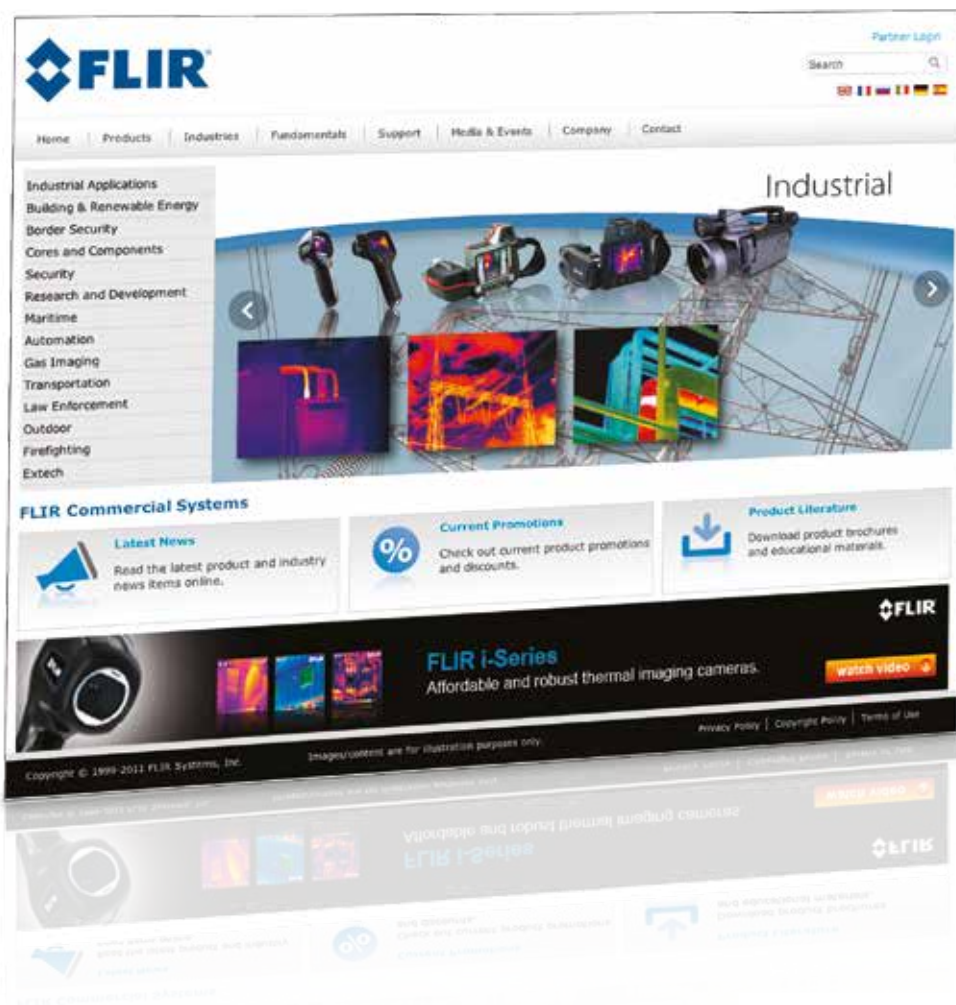 FLIR
Partner Login
Search
Home | Products | Industries | Fundamentals | Support | Media & Events | Company | Contact
Industrial Applications
Building & Renewable Energy
Border Security
Cores and Components
Security
Research and Development
Maritime
Automation
Gas Imaging
Transportation
Law Enforcement
Outdoor
Firefighting
Extech
Industrial
FLIR Commercial Systems
Latest News
Read the latest product and industry
news items online.
Current Promotions
Check out current product promotions
and discounts.
Product Literature
Download product brochures
and educational materials.
FLIR
FLIR i-Series
Affordable and robust thermal imaging cameras.
watch video
Copyright © 1999-2011 FLIR Systems, Inc.
Images/content are for illustration purposes only.
Privacy Policy | Copyright Policy | Terms of Use